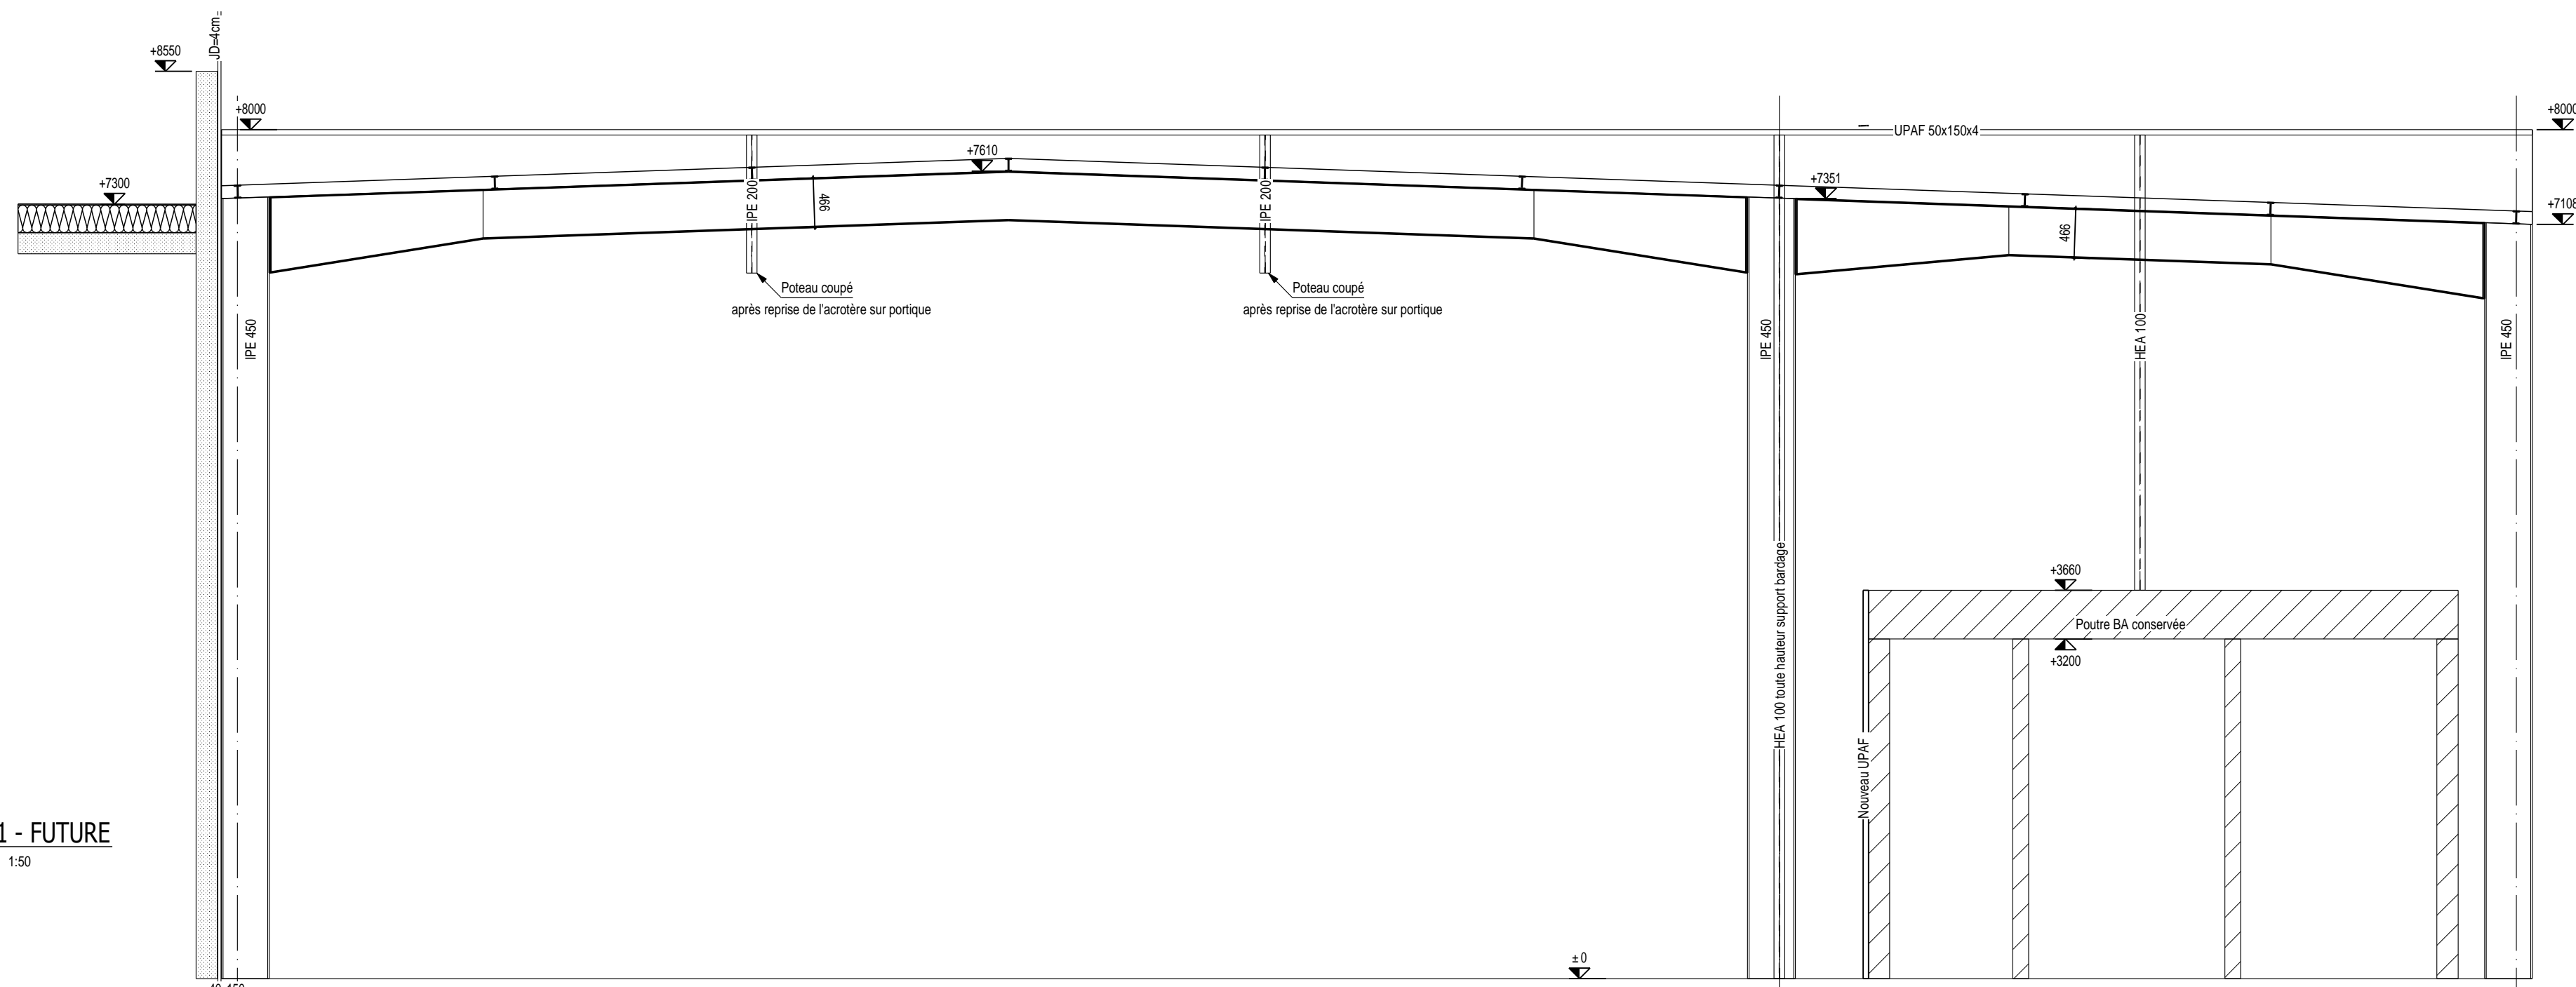 JD=4cm
+8550
+8000
+8000
UPAF 50x150x4
+7610
+7351
+7300
+7108
IPE 200
466
IPE 200
466
Poteau coupé
après reprise de l'acrotère sur portique
Poteau coupé
après reprise de l'acrotère sur portique
IPE 450
IPE 450
HEA 100
IPE 450
HEA 100 toute hauteur support bardage
+3660
Poutre BA conservée
+3200
Nouveau UPAF
1 - FUTURE
1:50
±0